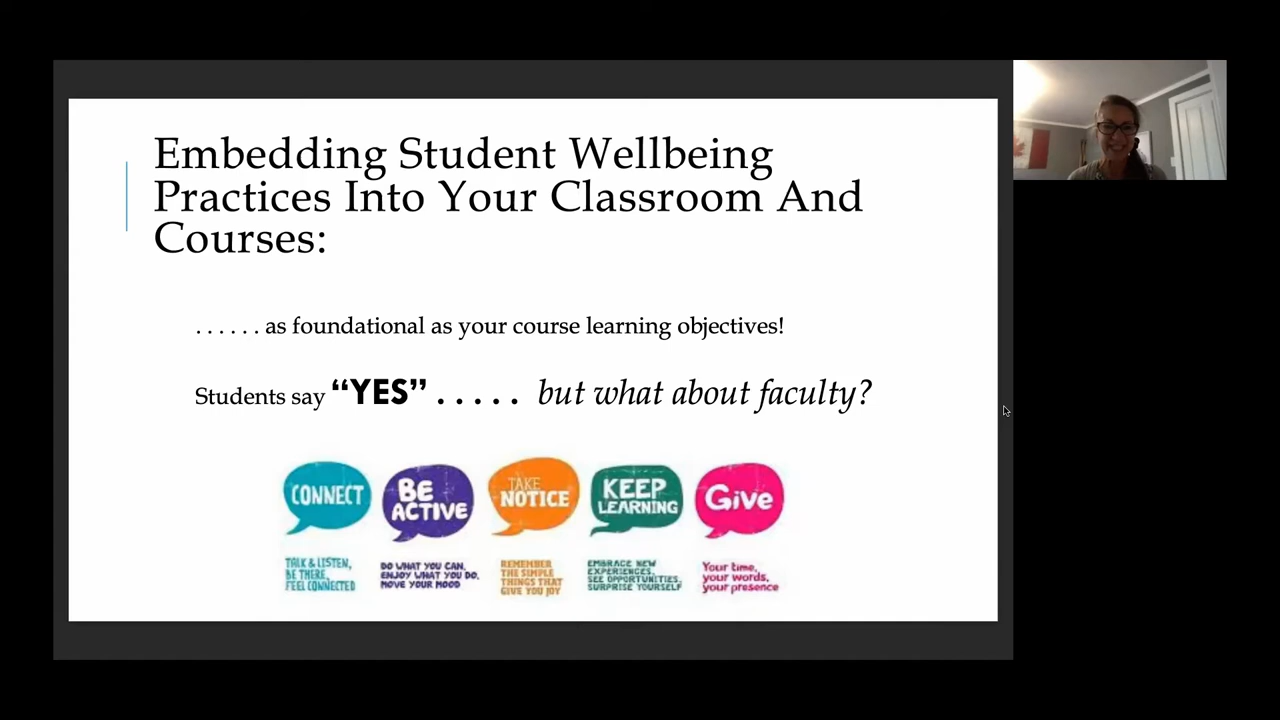 Embedding Student Wellbeing
Practices Into Your Classroom And
Courses:
. . . . . . as foundational as your course learning objectives!
Students say “YES” . . . . . but what about faculty?
CONNECT
TALK & LISTEN,
BE THERE,
FEEL CONNECTED
BE
ACTIVE
DO WHAT YOU CAN,
ENJOY WHAT YOU DO,
MOVE YOUR MOOD
TAKE
NOTICE
REMEMBER
THE SIMPLE
THINGS THAT
GIVE YOU JOY
KEEP
LEARNING
EMBRACE NEW
EXPERIENCES,
SEE OPPORTUNITIES,
SURPRISE YOURSELF
Give
Your time,
your words,
your presence